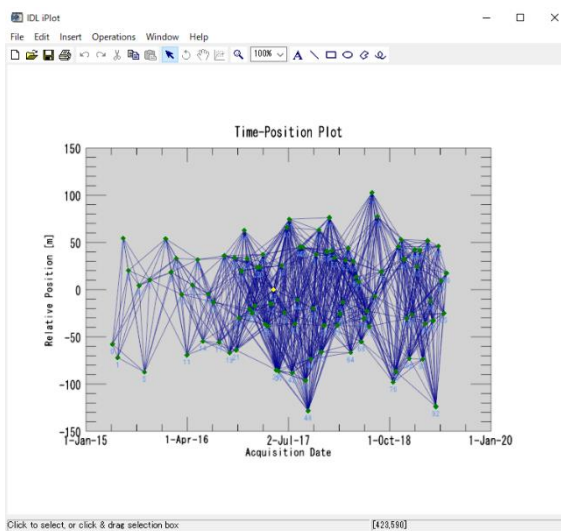 IDL iPlot
File Edit Insert Operations Window Help
100%
A
Time-Position Plot
Relative Position [m]
150
100
50
0
-50
-100
-150
1-Jan-15 1-Apr-16 2-Jul-17 1-Oct-18 1-Jan-20
Acquisition Date
Click to select, or click & drag selection box [423,590]